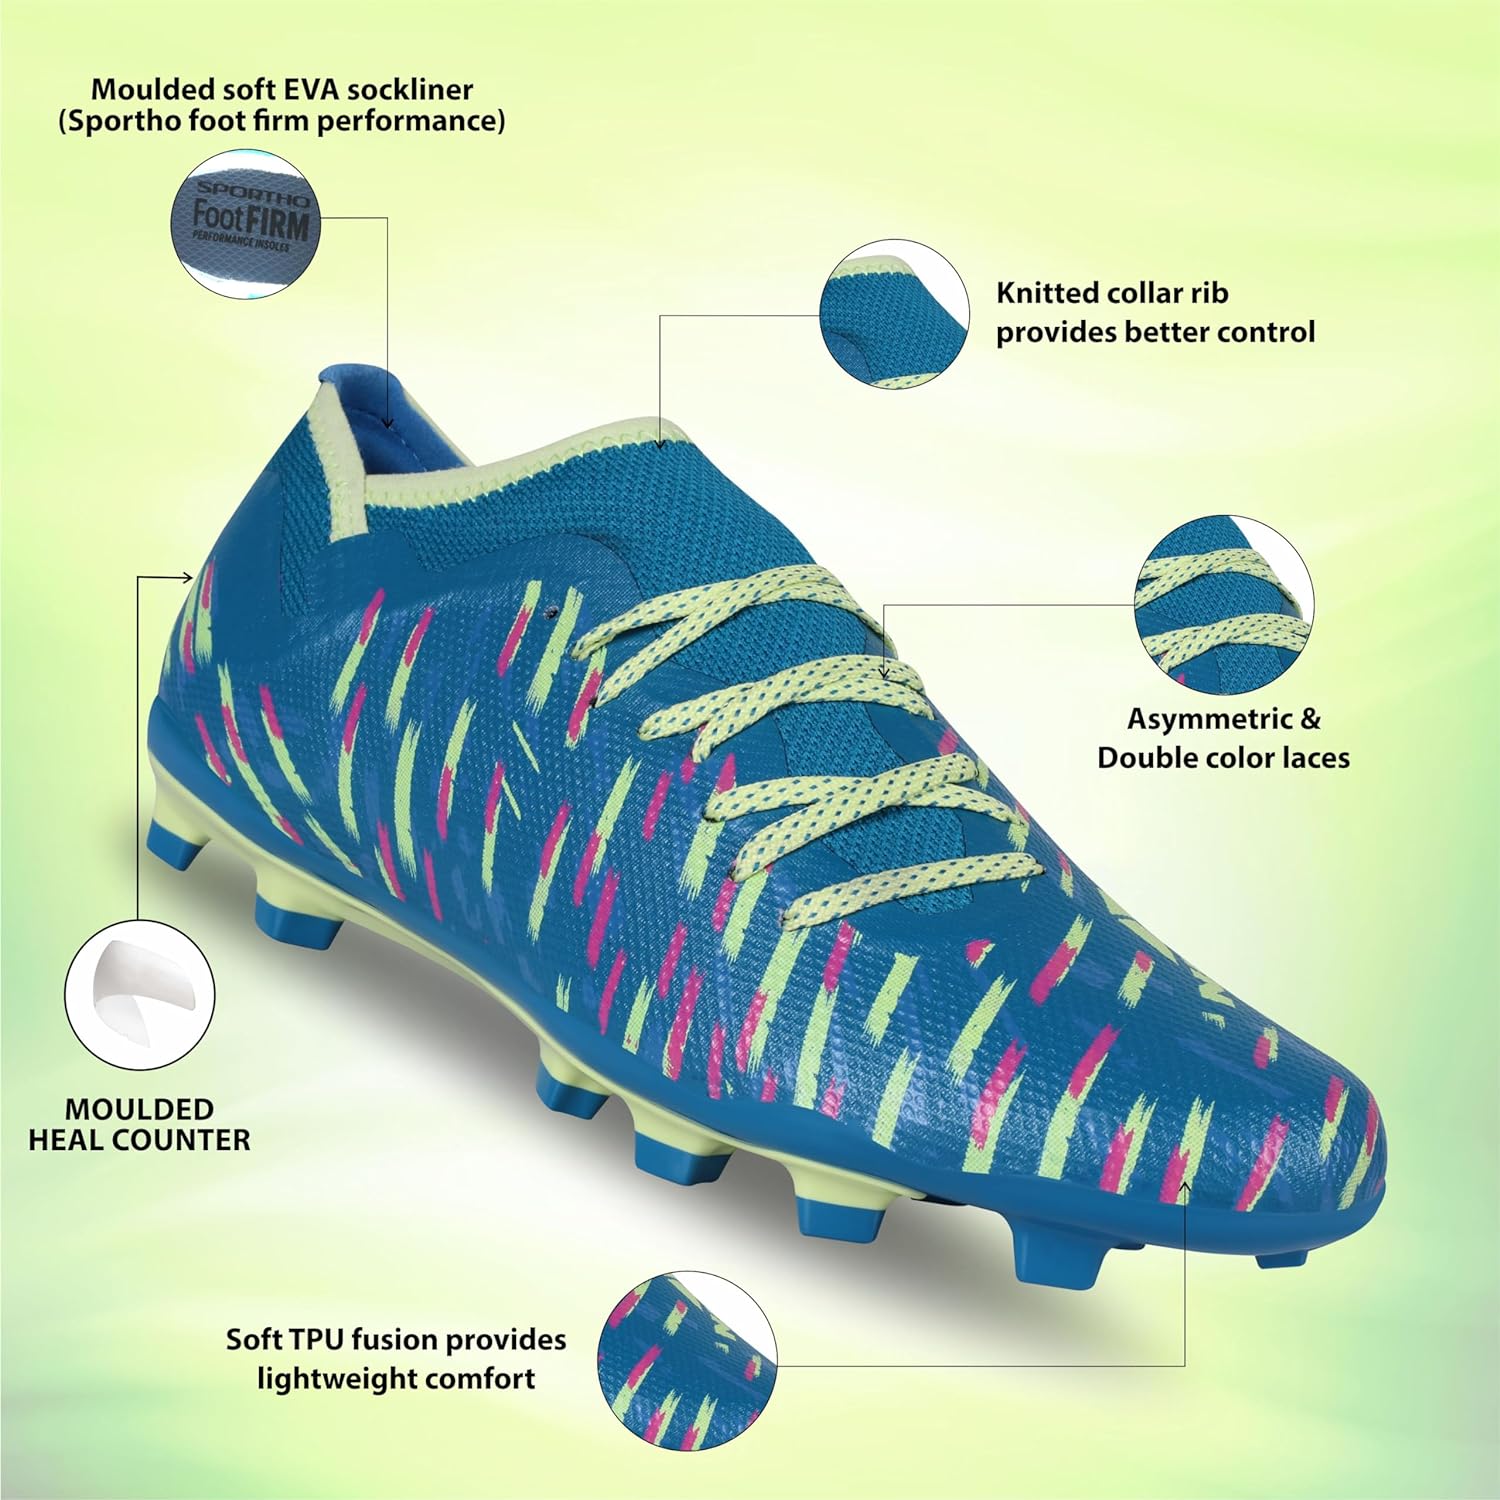 Moulded soft EVA sockliner
(Sportho foot firm performance)
SPORTHO
FootFIRM
PERFORMANCE INSOLES
Knitted collar rib
provides better control
Asymmetric &
Double color laces
MOULDED
HEAL COUNTER
Soft TPU fusion provides
lightweight comfort